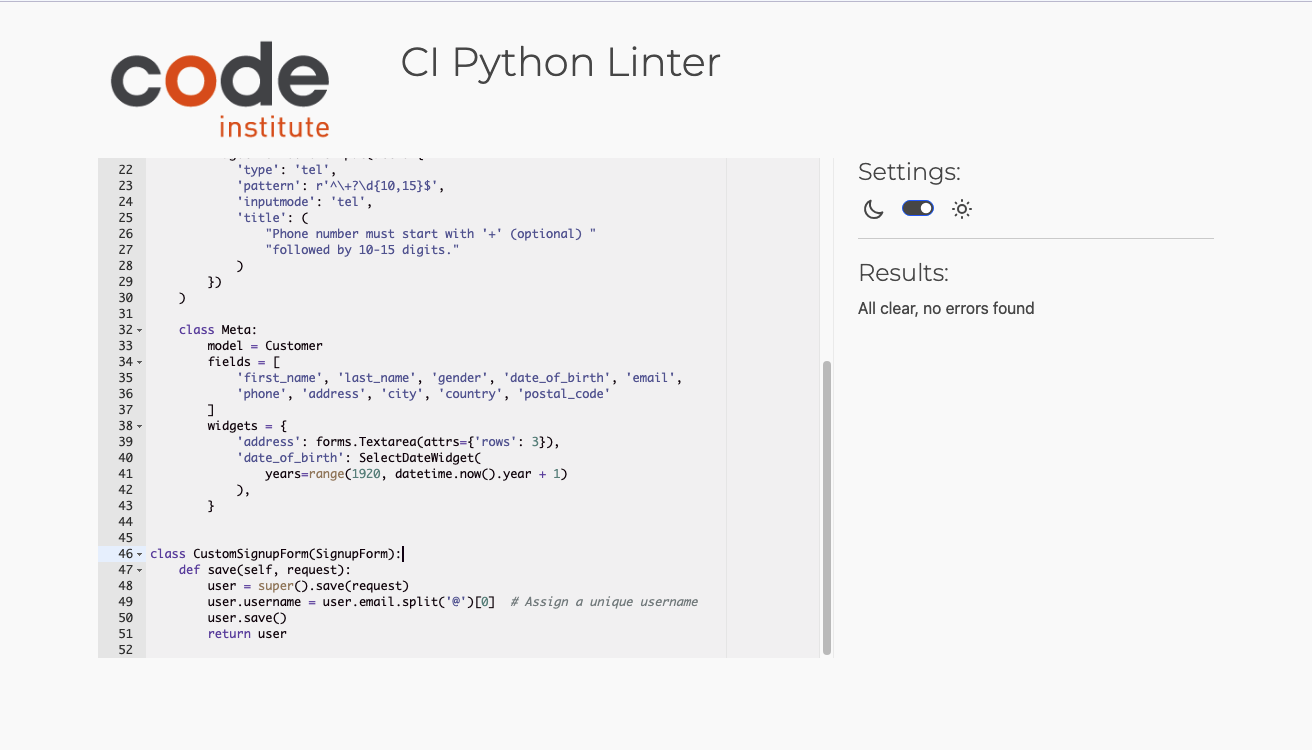 code
institute
CI Python Linter
22 'type': 'tel',
23 'pattern': r'^\+?\d{10,15}$',
24 'inputmode': 'tel',
25 'title': (
26 "Phone number must start with '+' (optional) "
27 "followed by 10-15 digits."
28 )
29 })
30 )
31
32 class Meta:
33 model = Customer
34 fields = [
35 'first_name', 'last_name', 'gender', 'date_of_birth', 'email',
36 'phone', 'address', 'city', 'country', 'postal_code'
37 ]
38 widgets = {
39 'address': forms.Textarea(attrs={'rows': 3}),
40 'date_of_birth': SelectDateWidget(
41 years=range(1920, datetime.now().year + 1)
42 ),
43 }
44
45
46 class CustomSignupForm(SignupForm):
47 def save(self, request):
48 user = super().save(request)
49 user.username = user.email.split('@')[0]  # Assign a unique username
50 user.save()
51 return user
52
Settings:
Results:
All clear, no errors found